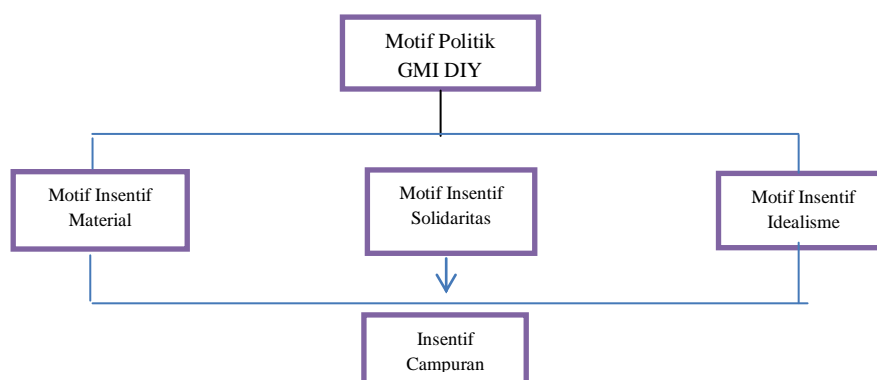 Motif Politik
GMI DIY
Motif Insentif
Material
Motif Insentif
Solidaritas
Motif Insentif
Idealisme
Insentif
Campuran